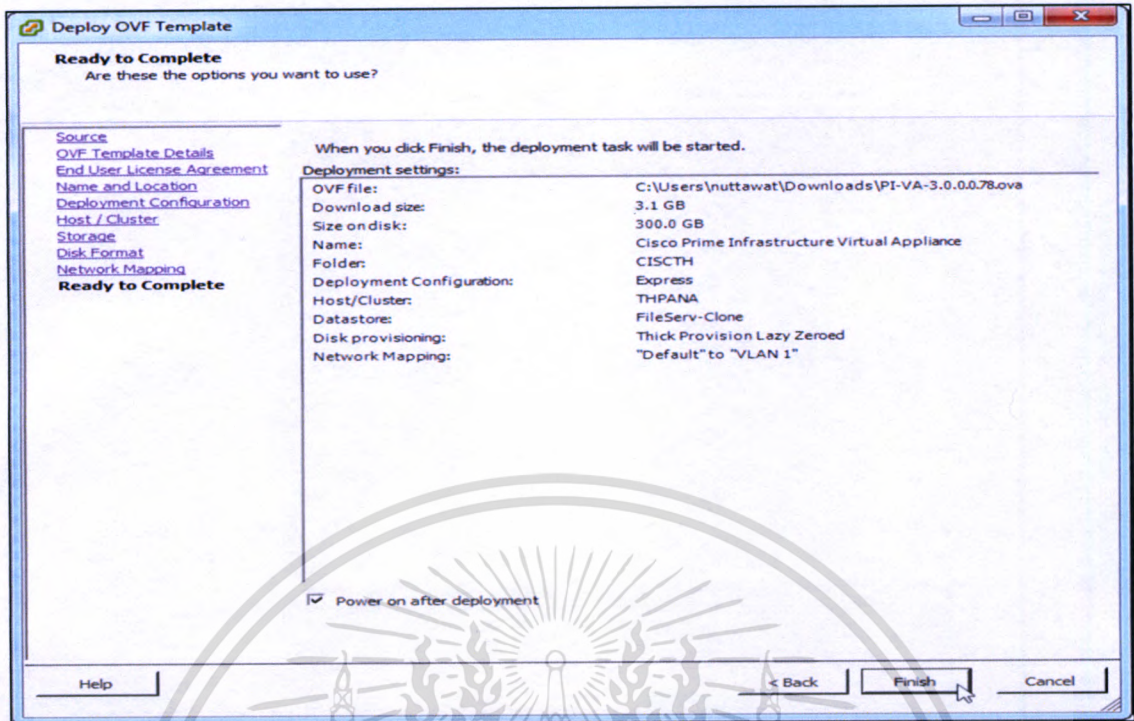 Deploy OVF Template
Ready to Complete
Are these the options you want to use?
Source
OVF Template Details
End User License Agreement
Name and Location
Deployment Configuration
Host / Cluster
Storage
Disk Format
Network Mapping
Ready to Complete
When you click Finish, the deployment task will be started.
Deployment settings:
OVF file: C:\Users\nuttawat\Downloads\PI-VA-3.0.0.0.78.ova
Download size: 3.1 GB
Size on disk: 300.0 GB
Name: Cisco Prime Infrastructure Virtual Appliance
Folder: CISCTH
Deployment Configuration: Express
Host/Cluster: THPANA
Datastore: FileServ-Clone
Disk provisioning: Thick Provision Lazy Zeroed
Network Mapping: "Default" to "VLAN 1"
Power on after deployment
Help
< Back
Finish
Cancel